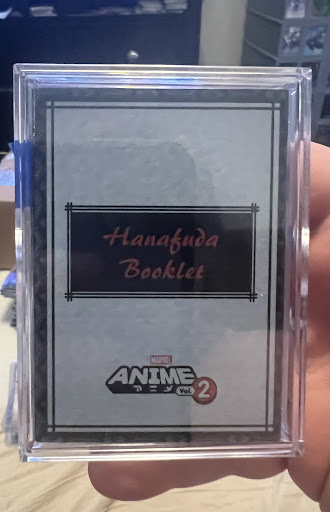 Hanafuda
Booklet
MARVEL
ANIME
アニメ Vol. 2